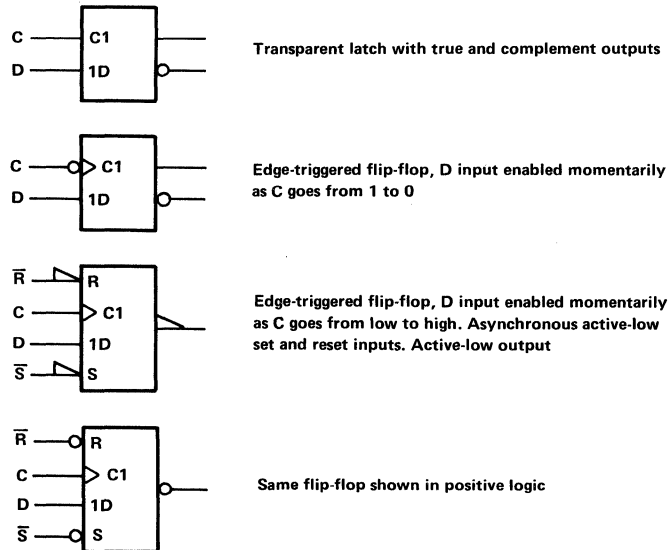 C C1
D 1D
Transparent latch with true and complement outputs
C C1
D 1D
Edge-triggered flip-flop, D input enabled momentarily
as C goes from 1 to 0
R̅ R
C C1
D 1D
S̅ S
Edge-triggered flip-flop, D input enabled momentarily
as C goes from low to high. Asynchronous active-low
set and reset inputs. Active-low output
R̅ R
C C1
D 1D
S̅ S
Same flip-flop shown in positive logic